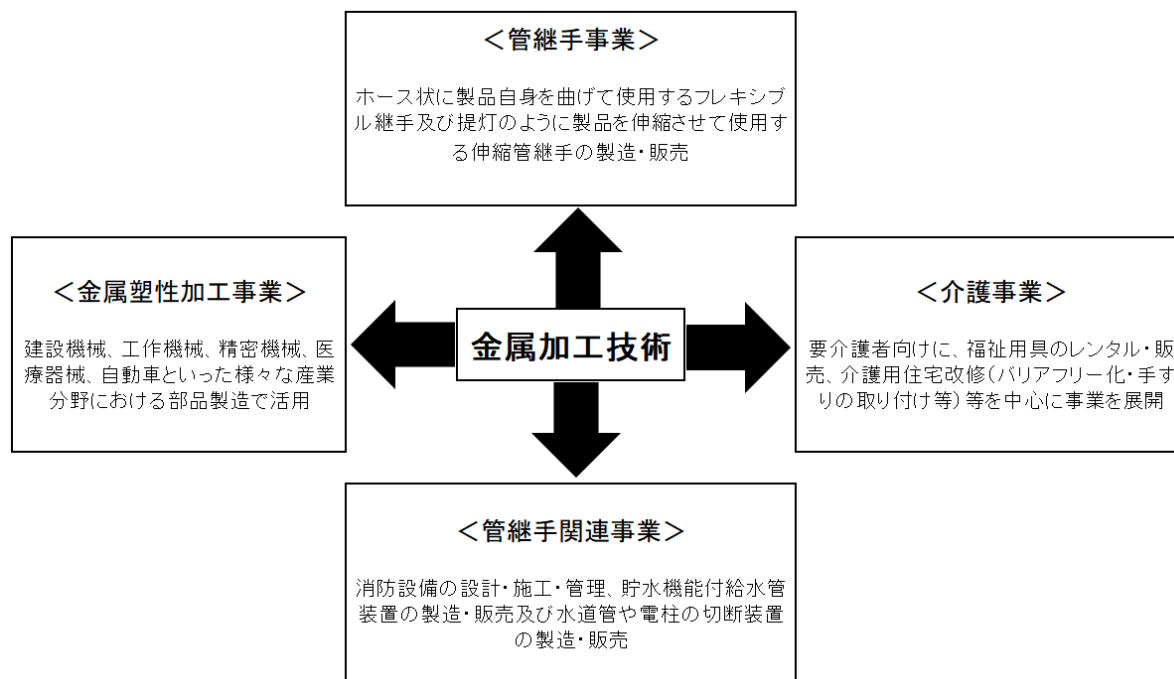 ＜管継手事業＞
ホース状に製品自身を曲げて使用するフレキシブ
ル継手及び提灯のように製品を伸縮させて使用す
る伸縮管継手の製造・販売
＜金属塑性加工事業＞
建設機械、工作機械、精密機械、医
療器械、自動車といった様々な産業
分野における部品製造で活用
金属加工技術
＜介護事業＞
要介護者向けに、福祉用具のレンタル・販
売、介護用住宅改修（バリアフリー化・手す
りの取り付け等）等を中心に事業を展開
＜管継手関連事業＞
消防設備の設計・施工・管理、貯水機能付給水管
装置の製造・販売及び水道管や電柱の切断装置
の製造・販売